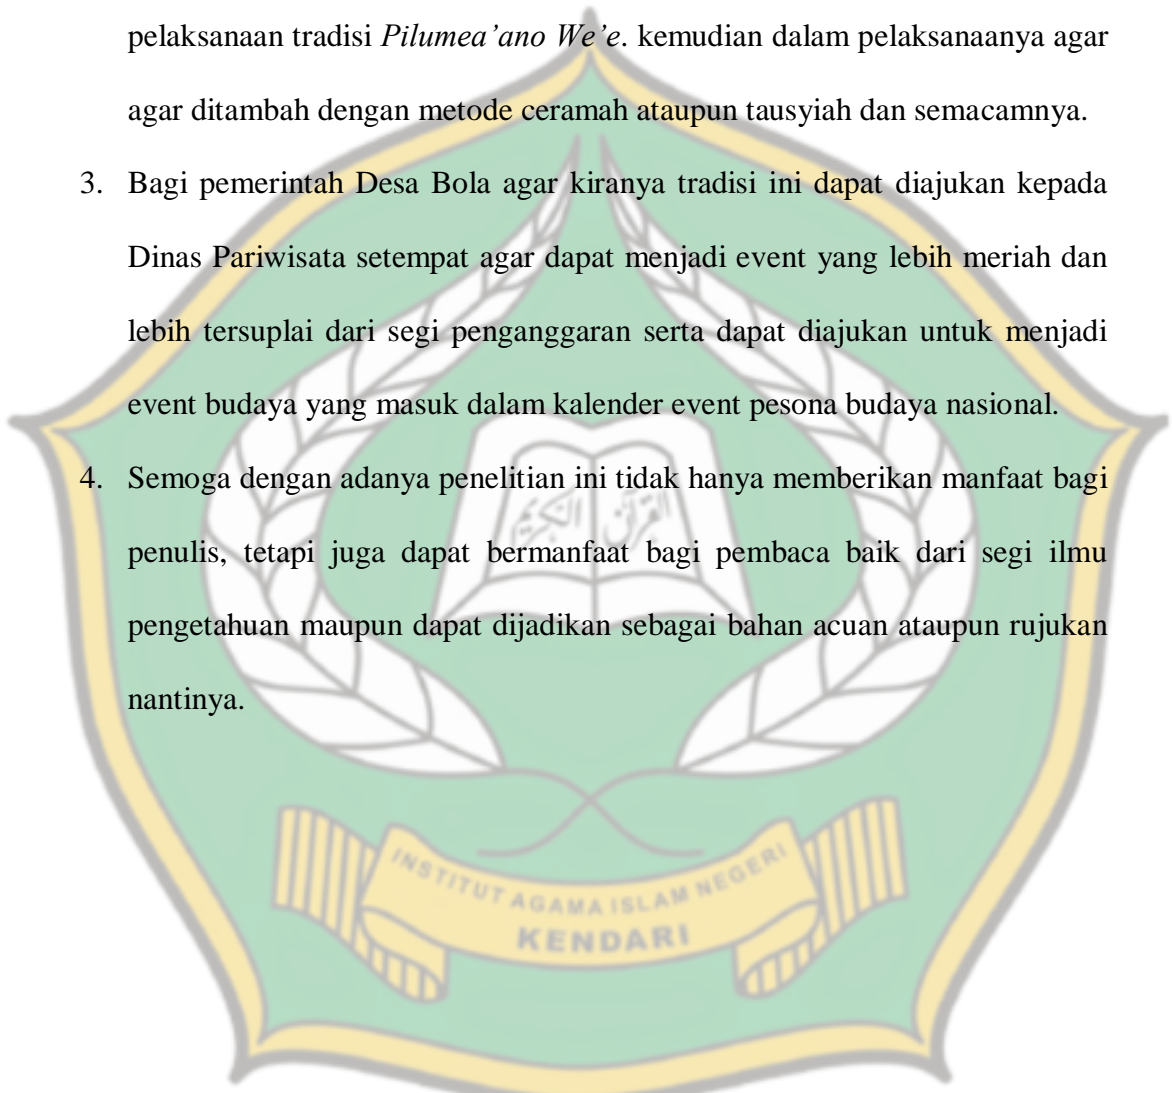 pelaksanaan tradisi Pilumea’ano We’e. kemudian dalam pelaksanaanya agar
agar ditambah dengan metode ceramah ataupun tausyiah dan semacamnya.
3. Bagi pemerintah Desa Bola agar kiranya tradisi ini dapat diajukan kepada
Dinas Pariwisata setempat agar dapat menjadi event yang lebih meriah dan
lebih tersuplai dari segi penganggaran serta dapat diajukan untuk menjadi
event budaya yang masuk dalam kalender event pesona budaya nasional.
4. Semoga dengan adanya penelitian ini tidak hanya memberikan manfaat bagi
penulis, tetapi juga dapat bermanfaat bagi pembaca baik dari segi ilmu
pengetahuan maupun dapat dijadikan sebagai bahan acuan ataupun rujukan
nantinya.
القرآن الكريم
INSTITUT AGAMA ISLAM NEGERI
KENDARI